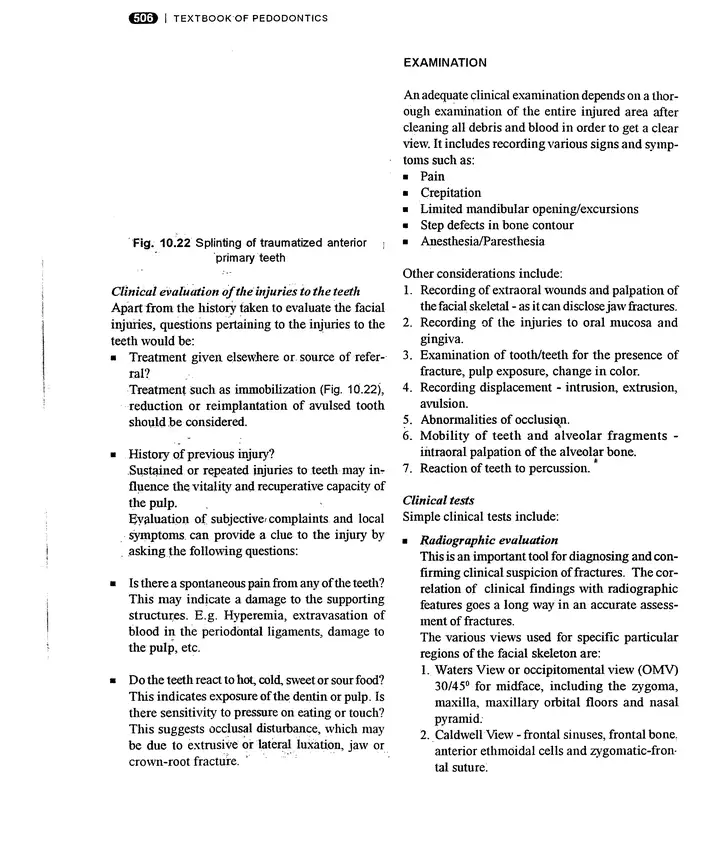 506 | TEXTBOOK OF PEDODONTICS
Fig. 10.22 Splinting of traumatized anterior
primary teeth
Clinical evaluation of the injuries to the teeth
Apart from the history taken to evaluate the facial
injuries, questions pertaining to the injuries to the
teeth would be:
▪ Treatment given elsewhere or source of refer-
ral?
Treatment such as immobilization (Fig. 10.22),
reduction or reimplantation of avulsed tooth
should be considered.
▪ History of previous injury?
Sustained or repeated injuries to teeth may in-
fluence the vitality and recuperative capacity of
the pulp.
Evaluation of subjective complaints and local
symptoms can provide a clue to the injury by
asking the following questions:
▪ Is there a spontaneous pain from any of the teeth?
This may indicate a damage to the supporting
structures. E.g. Hyperemia, extravasation of
blood in the periodontal ligaments, damage to
the pulp, etc.
▪ Do the teeth react to hot, cold, sweet or sour food?
This indicates exposure of the dentin or pulp. Is
there sensitivity to pressure on eating or touch?
This suggests occlusal disturbance, which may
be due to extrusive or lateral luxation, jaw or
crown-root fracture.
EXAMINATION
An adequate clinical examination depends on a thor-
ough examination of the entire injured area after
cleaning all debris and blood in order to get a clear
view. It includes recording various signs and symp-
toms such as:
▪ Pain
▪ Crepitation
▪ Limited mandibular opening/excursions
▪ Step defects in bone contour
▪ Anesthesia/Paresthesia
Other considerations include:
1. Recording of extraoral wounds and palpation of
the facial skeletal - as it can disclose jaw fractures.
2. Recording of the injuries to oral mucosa and
gingiva.
3. Examination of tooth/teeth for the presence of
fracture, pulp exposure, change in color.
4. Recording displacement - intrusion, extrusion,
avulsion.
5. Abnormalities of occlusion.
6. Mobility of teeth and alveolar fragments -
intraoral palpation of the alveolar bone.
7. Reaction of teeth to percussion.
Clinical tests
Simple clinical tests include:
▪ Radiographic evaluation
This is an important tool for diagnosing and con-
firming clinical suspicion of fractures. The cor-
relation of clinical findings with radiographic
features goes a long way in an accurate assess-
ment of fractures.
The various views used for specific particular
regions of the facial skeleton are:
1. Waters View or occipitomental view (OMV)
30/45⁰ for midface, including the zygoma,
maxilla, maxillary orbital floors and nasal
pyramid.
2. Caldwell View - frontal sinuses, frontal bone,
anterior ethmoidal cells and zygomatic-fron-
tal suture.